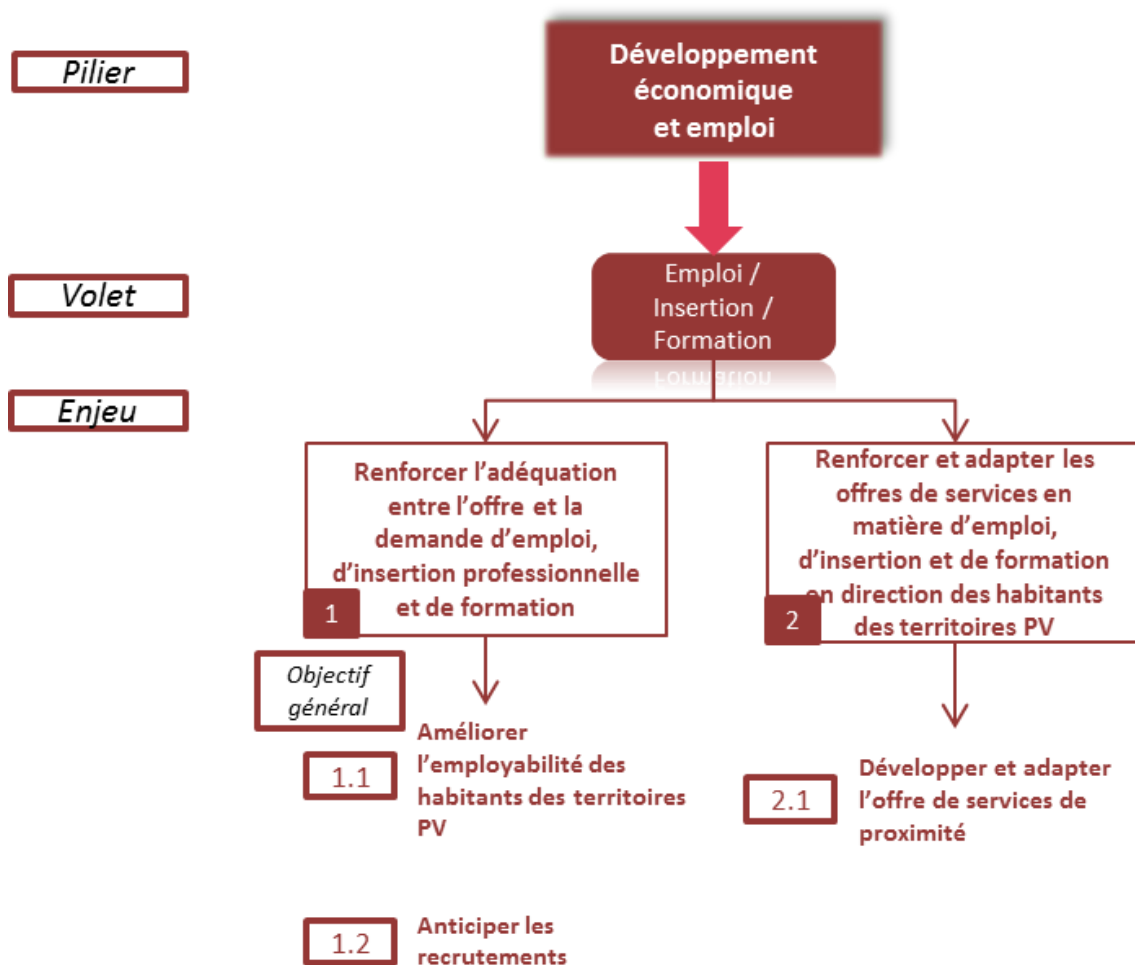 Pilier
Développement
économique
et emploi
Volet
Emploi /
Insertion /
Formation
Enjeu
Renforcer l’adéquation
entre l’offre et la
demande d’emploi,
d’insertion professionnelle
et de formation
1
Renforcer et adapter les
offres de services en
matière d’emploi,
d’insertion et de formation
en direction des habitants
des territoires PV
2
Objectif
général
1.1
Améliorer
l’employabilité des
habitants des territoires
PV
2.1
Développer et adapter
l’offre de services de
proximité
1.2
Anticiper les
recrutements